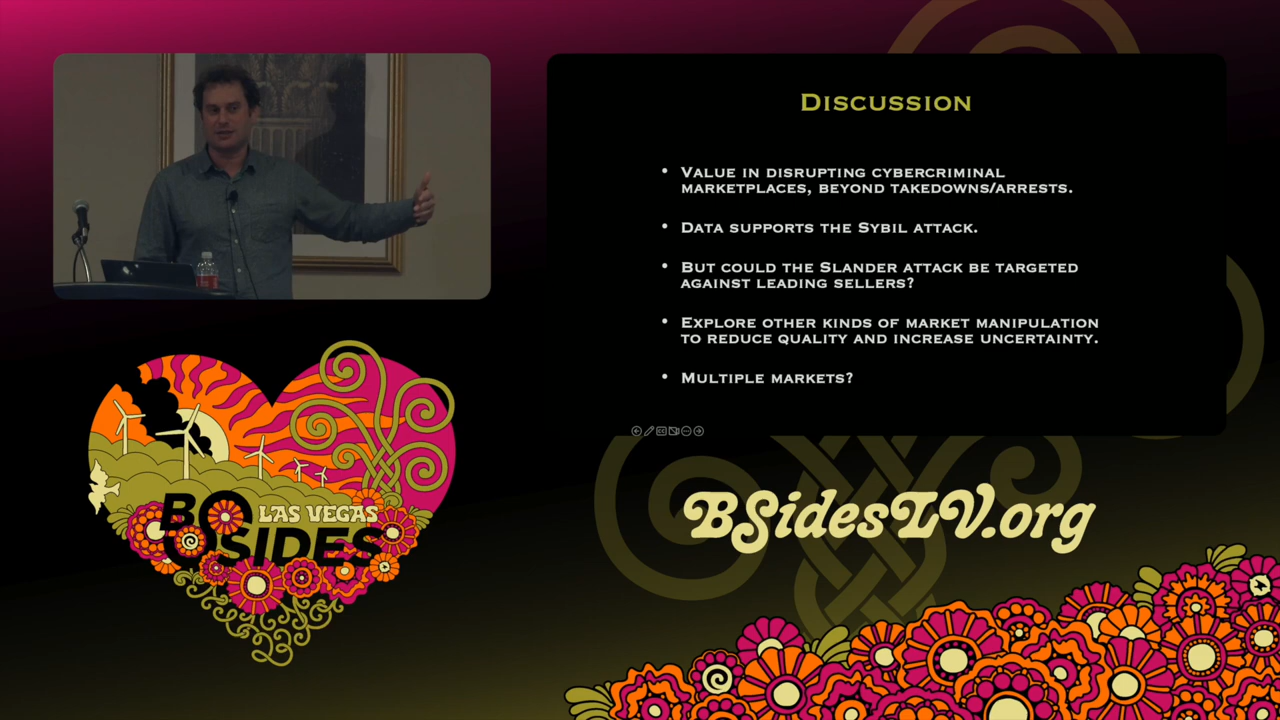 Discussion
• Value in disrupting cybercriminal
marketplaces, beyond takedowns/arrests.
• Data supports the Sybil attack.
• But could the Slander attack be targeted
against leading sellers?
• Explore other kinds of market manipulation
to reduce quality and increase uncertainty.
• Multiple markets?
LAS VEGAS
BSIDES
BSidesLV.org